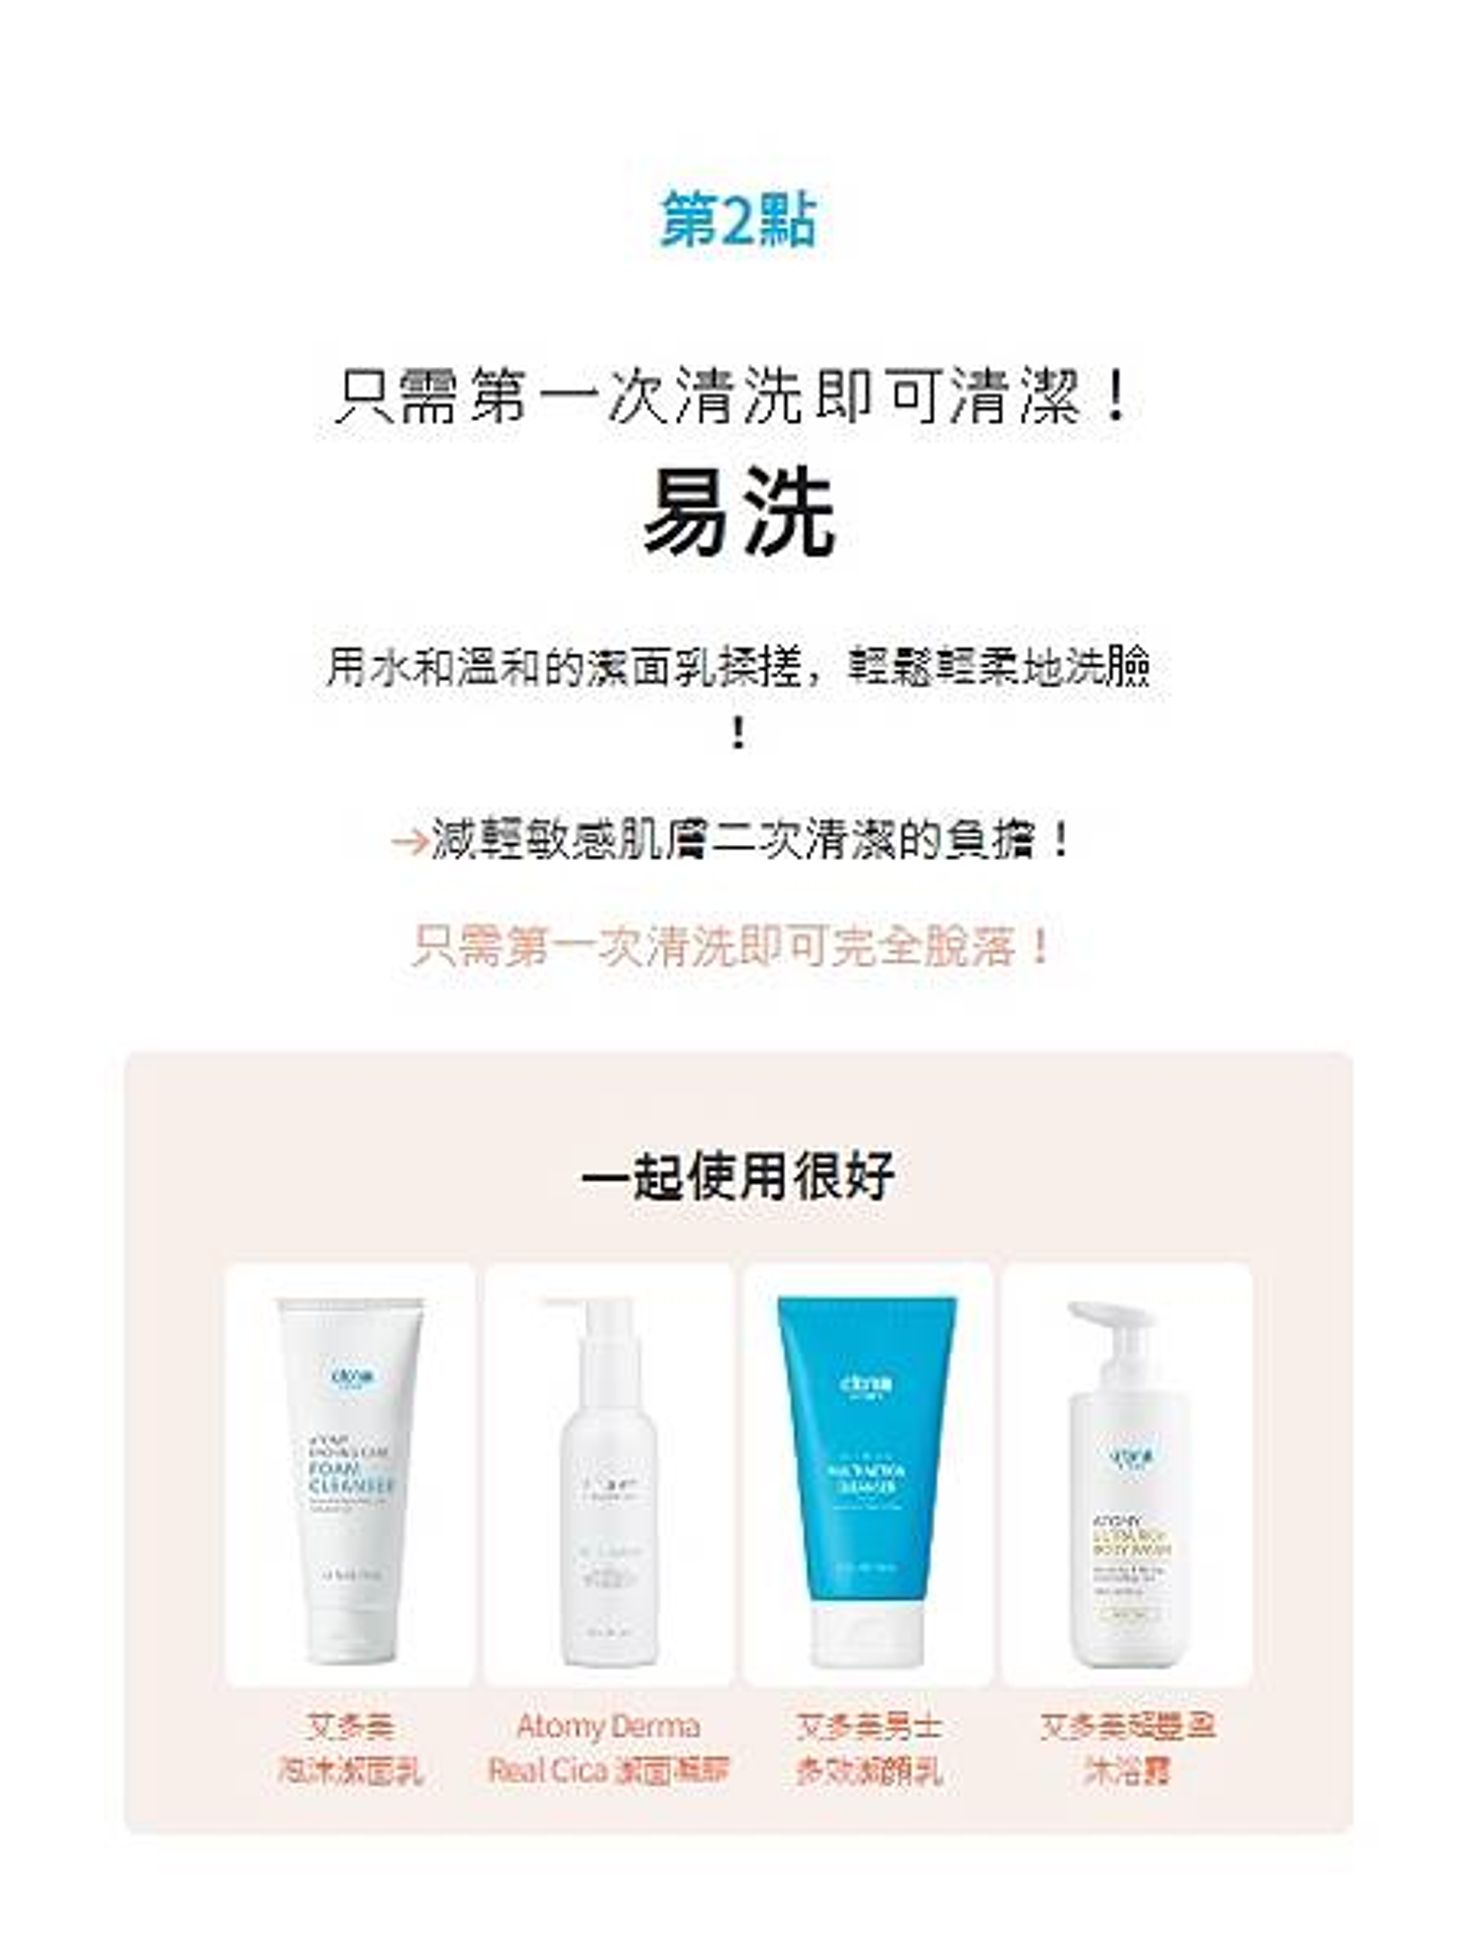 第2點
只需第一次清洗即可清潔！
易洗
用水和溫和的潔面乳揉搓，輕鬆輕柔地洗臉
！
→減輕敏感肌膚二次清潔的負擔！
只需第一次清洗即可完全脫落！
一起使用很好
FOAM
CLEANSER
CLEANSER
ATOMY
BODY WASH
艾多美
泡沫潔面乳
Atomy Derma
Real Cica 潔面凝膠
艾多美男士
多效潔顏乳
艾多美超豐盈
沐浴露